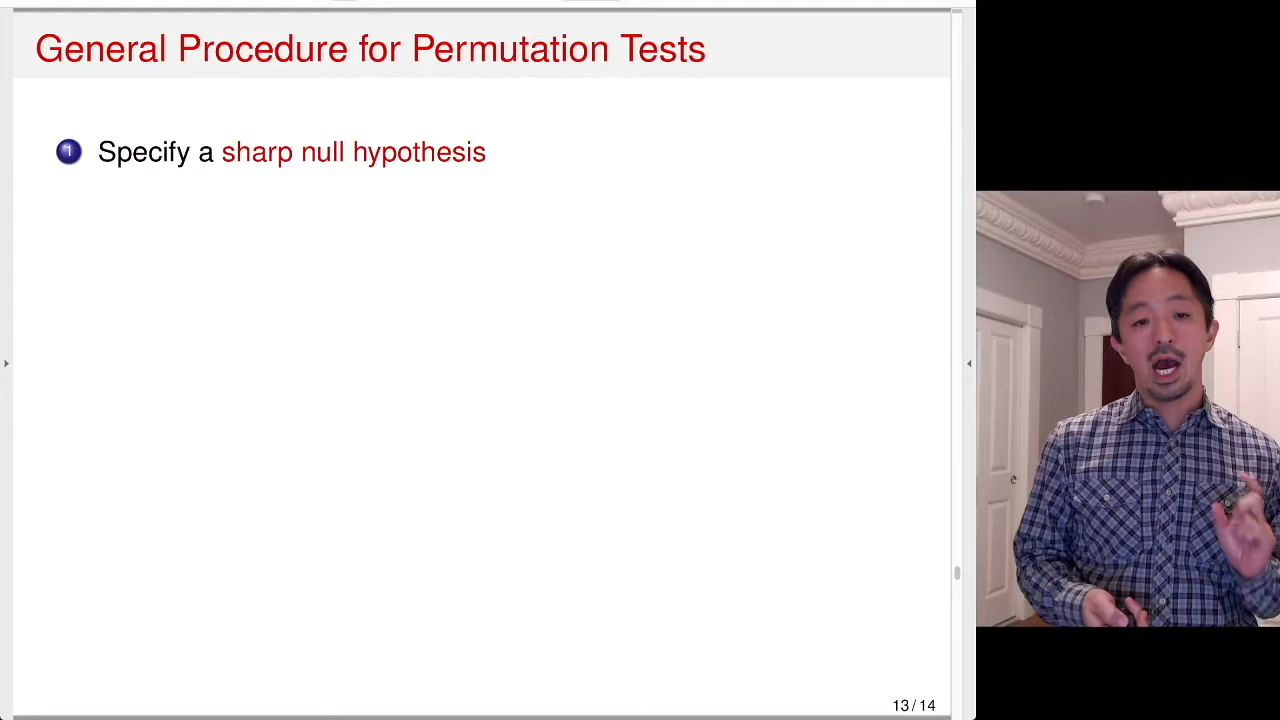 General Procedure for Permutation Tests
1 Specify a sharp null hypothesis
13 / 14